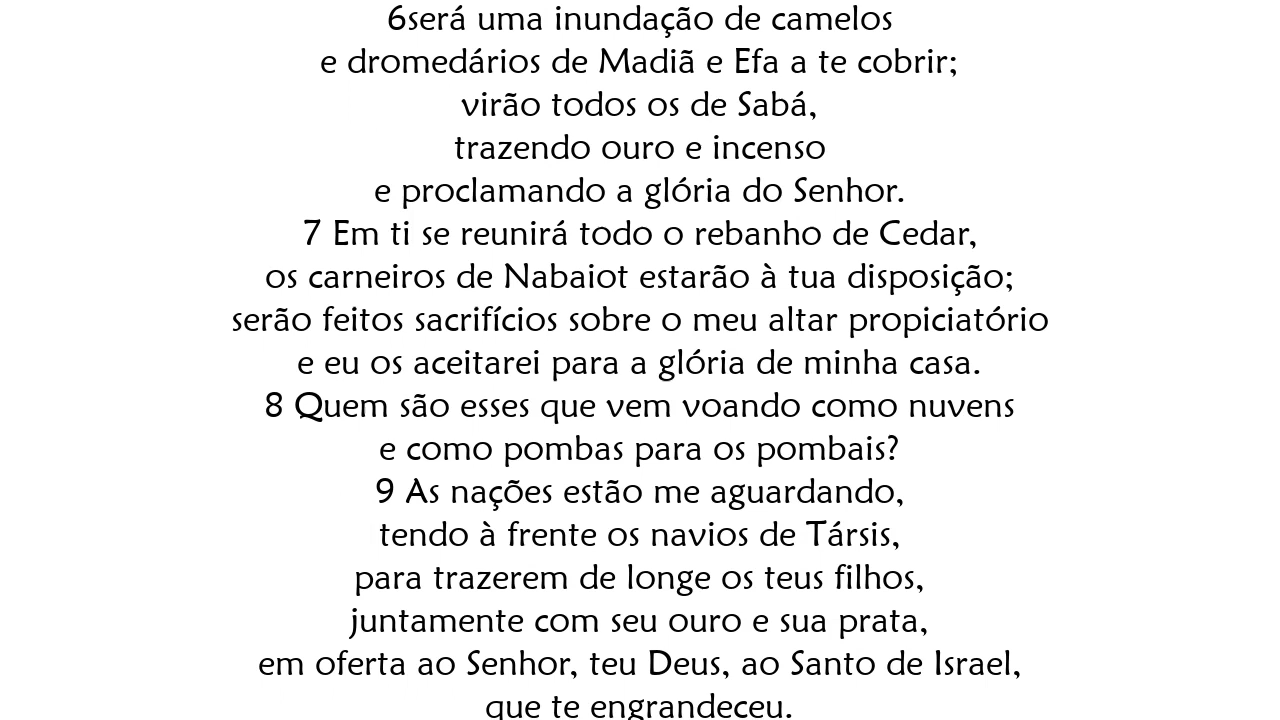 6será uma inundação de camelos
e dromedários de Madiã e Efa a te cobrir;
virão todos os de Sabá,
trazendo ouro e incenso
e proclamando a glória do Senhor.
7 Em ti se reunirá todo o rebanho de Cedar,
os carneiros de Nabaiot estarão à tua disposição;
serão feitos sacrifícios sobre o meu altar propiciatório
e eu os aceitarei para a glória de minha casa.
8 Quem são esses que vem voando como nuvens
e como pombas para os pombais?
9 As nações estão me aguardando,
tendo à frente os navios de Társis,
para trazerem de longe os teus filhos,
juntamente com seu ouro e sua prata,
em oferta ao Senhor, teu Deus, ao Santo de Israel,
que te engrandeceu.